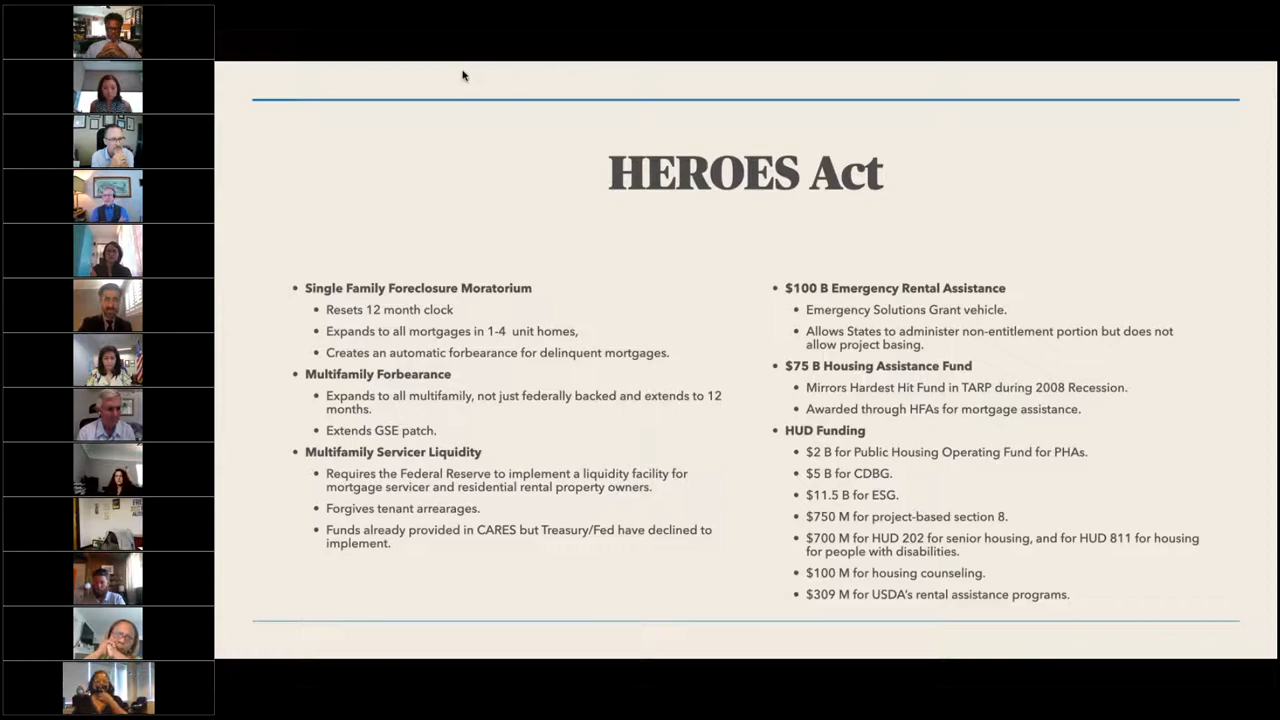 HEROES Act
• Single Family Foreclosure Moratorium
• Resets 12 month clock
• Expands to all mortgages in 1-4 unit homes,
• Creates an automatic forbearance for delinquent mortgages.
• Multifamily Forbearance
• Expands to all multifamily, not just federally backed and extends to 12
months.
• Extends GSE patch.
• Multifamily Servicer Liquidity
• Requires the Federal Reserve to implement a liquidity facility for
mortgage servicer and residential rental property owners.
• Forgives tenant arrearages.
• Funds already provided in CARES but Treasury/Fed have declined to
implement.
• $100 B Emergency Rental Assistance
• Emergency Solutions Grant vehicle.
• Allows States to administer non-entitlement portion but does not
allow project basing.
• $75 B Housing Assistance Fund
• Mirrors Hardest Hit Fund in TARP during 2008 Recession.
• Awarded through HFAs for mortgage assistance.
• HUD Funding
• $2 B for Public Housing Operating Fund for PHAs.
• $5 B for CDBG.
• $11.5 B for ESG.
• $750 M for project-based section 8.
• $700 M for HUD 202 for senior housing, and for HUD 811 for housing
for people with disabilities.
• $100 M for housing counseling.
• $309 M for USDA's rental assistance programs.